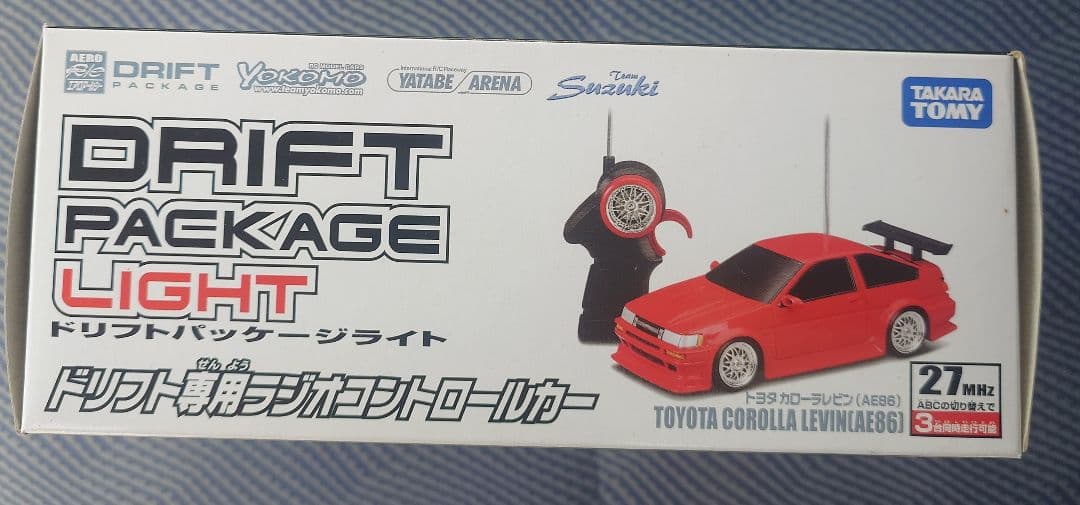 AERO
DRIFT
PACKAGE
RC MODEL CARS
YOKOMO
www.teamyokomo.com
International R/C Raceway
YATABE ARENA
Team
Suzuki
TAKARA
TOMY
DRIFT
PACKAGE
LIGHT
ドリフトパッケージライト
せんよう
ドリフト専用ラジオコントロールカー
トヨタ カローラレビン(AE86)
TOYOTA COROLLA LEVIN(AE86)
27MHz
ABCの切り替えで
3台同時走行可能